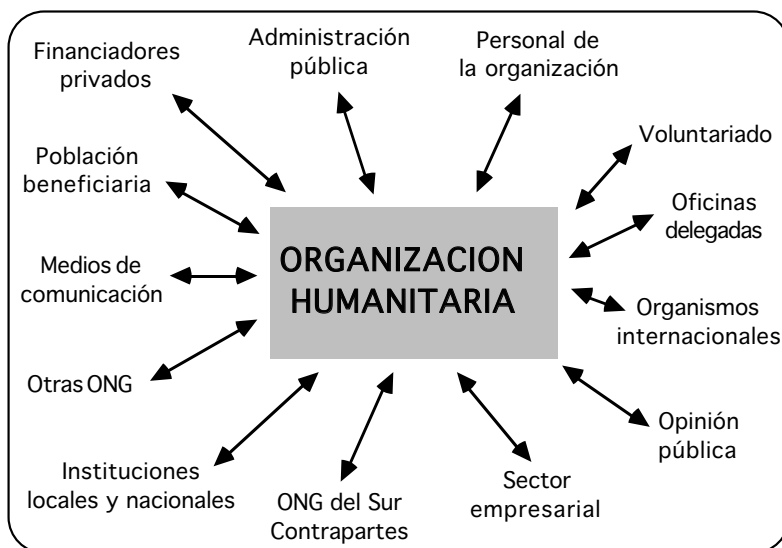 Financiadores
privados
Administración
pública
Personal de
la organización
Voluntariado
Población
beneficiaria
Oficinas
delegadas
ORGANIZACION
HUMANITARIA
Medios de
comunicación
Organismos
internacionales
Otras ONG
Opinión
pública
Instituciones
locales y nacionales
ONG del Sur
Contrapartes
Sector
empresarial